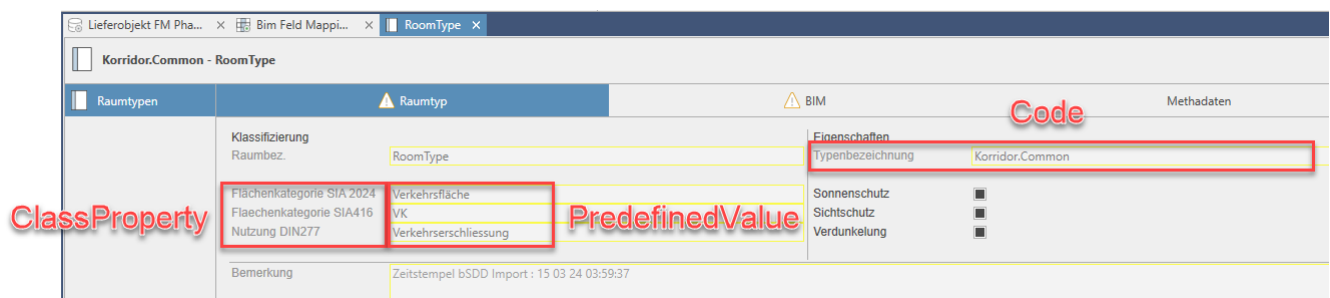 Lieferobjekt FM Pha... × Bim Feld Mappi... × RoomType ×
Korridor.Common - RoomType
Raumtypen Raumtyp BIM Methadaten
Code
Klassifizierung Eigenschaften
Raumbez. RoomType Typenbezeichnung Korridor.Common
Flächenkategorie SIA 2024 Verkehrsfläche Sonnenschutz
ClassProperty Flaechenkategorie SIA416 VK PredefinedValue Sichtschutz
Nutzung DIN277 Verkehrserschliessung Verdunkelung
Bemerkung Zeitstempel bSDD Import : 15 03 24 03:59:37